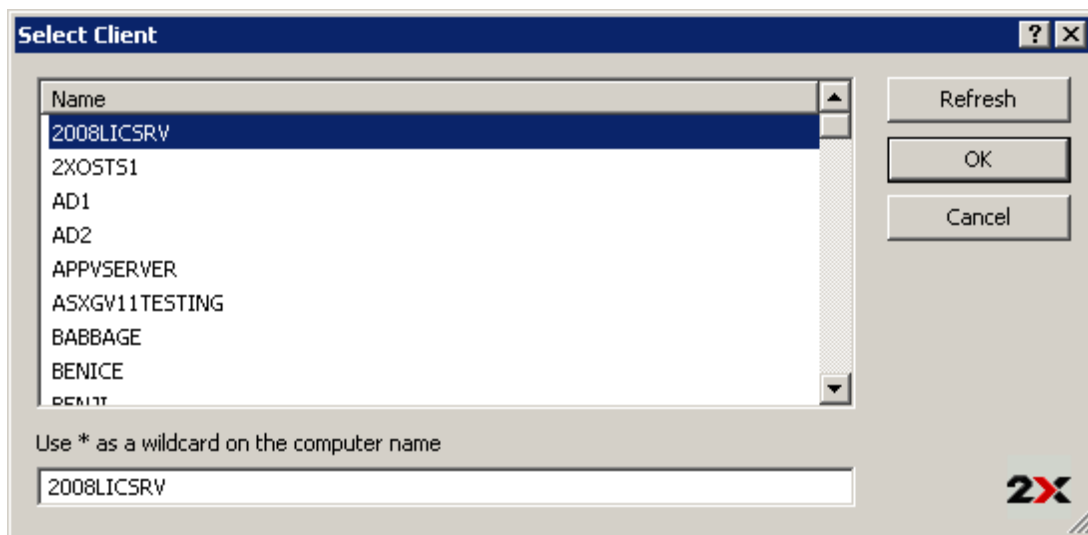 Select Client
Name
Refresh
2008LICSRV
2XOSTS1
OK
AD1
Cancel
AD2
APPVSERVER
ASXGV11TESTING
BABBAGE
BENICE
BENJI
Use * as a wildcard on the computer name
2008LICSRV
2X